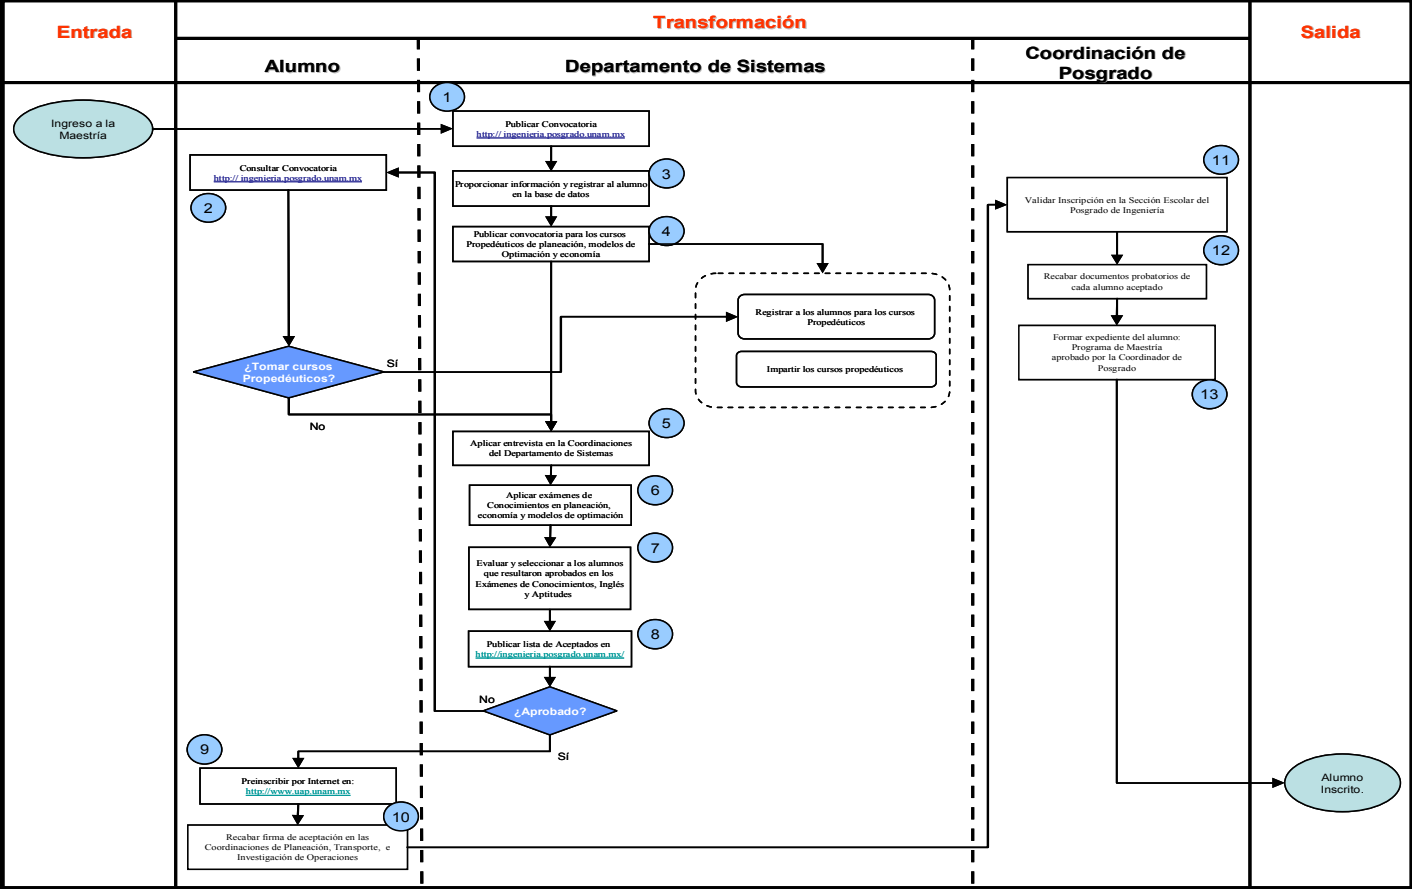 Entrada
Transformación
Salida
Alumno
Departamento de Sistemas
Coordinación de
Posgrado
Ingreso a la
Maestría
1
Publicar Convocatoria
http:// ingenieria.posgrado.unam.mx
Consultar Convocatoria
http:// ingenieria.posgrado.unam.mx
2
3
Proporcionar información y registrar al alumno
en la base de datos
4
Publicar convocatoria para los cursos
Propedéuticos de planeación, modelos de
Optimación y economía
Registrar a los alumnos para los cursos
Propedéuticos
Impartir los cursos propedéuticos
¿Tomar cursos
Propedéuticos?
Sí
No
5
Aplicar entrevista en la Coordinaciones
del Departamento de Sistemas
6
Aplicar exámenes de
Conocimientos en planeación,
economía y modelos de optimación
7
Evaluar y seleccionar a los alumnos
que resultaron aprobados en los
Exámenes de Conocimientos, Inglés
y Aptitudes
8
Publicar lista de Aceptados en
http://ingenieria.posgrado.unam.mx/
¿Aprobado?
No
Sí
9
Preinscribir por Internet en:
http://www.uap.unam.mx
10
Recabar firma de aceptación en las
Coordinaciones de Planeación, Transporte, e
Investigación de Operaciones
11
Validar Inscripción en la Sección Escolar del
Posgrado de Ingeniería
12
Recabar documentos probatorios de
cada alumno aceptado
Formar expediente del alumno:
Programa de Maestría
aprobado por la Coordinador de
Posgrado
13
Alumno
Inscrito.